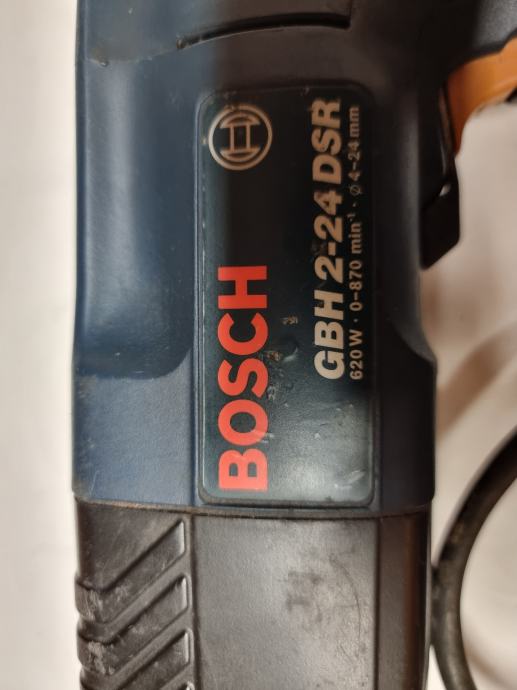 BOSCH
GBH 2-24 DSR
620 W · 0-870 min⁻¹ · ø 4-24 mm